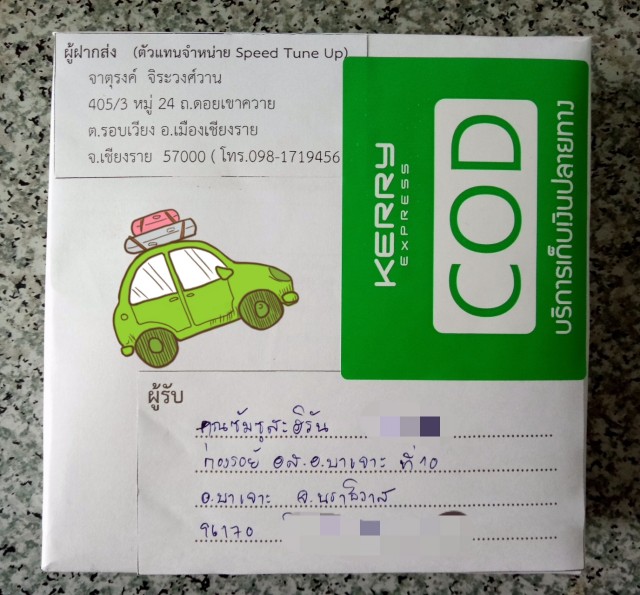 ผู้ฝากส่ง (ตัวแทนจำหน่าย Speed Tune Up)
จาตุรงค์ จิระวงศ์วาน
405/3 หมู่ 24 ถ.ดอยเขาควาย
ต.รอบเวียง อ.เมืองเชียงราย
จ.เชียงราย 57000 ( โทร.098-1719456
KERRY
EXPRESS
COD
บริการเก็บเงินปลายทาง
ผู้รับ
คุณซัมซูสะฮิรัน
กองร้อย อส.อ.บาเจาะ ที่ 10
อ.บาเจาะ จ.นราธิวาส
96170